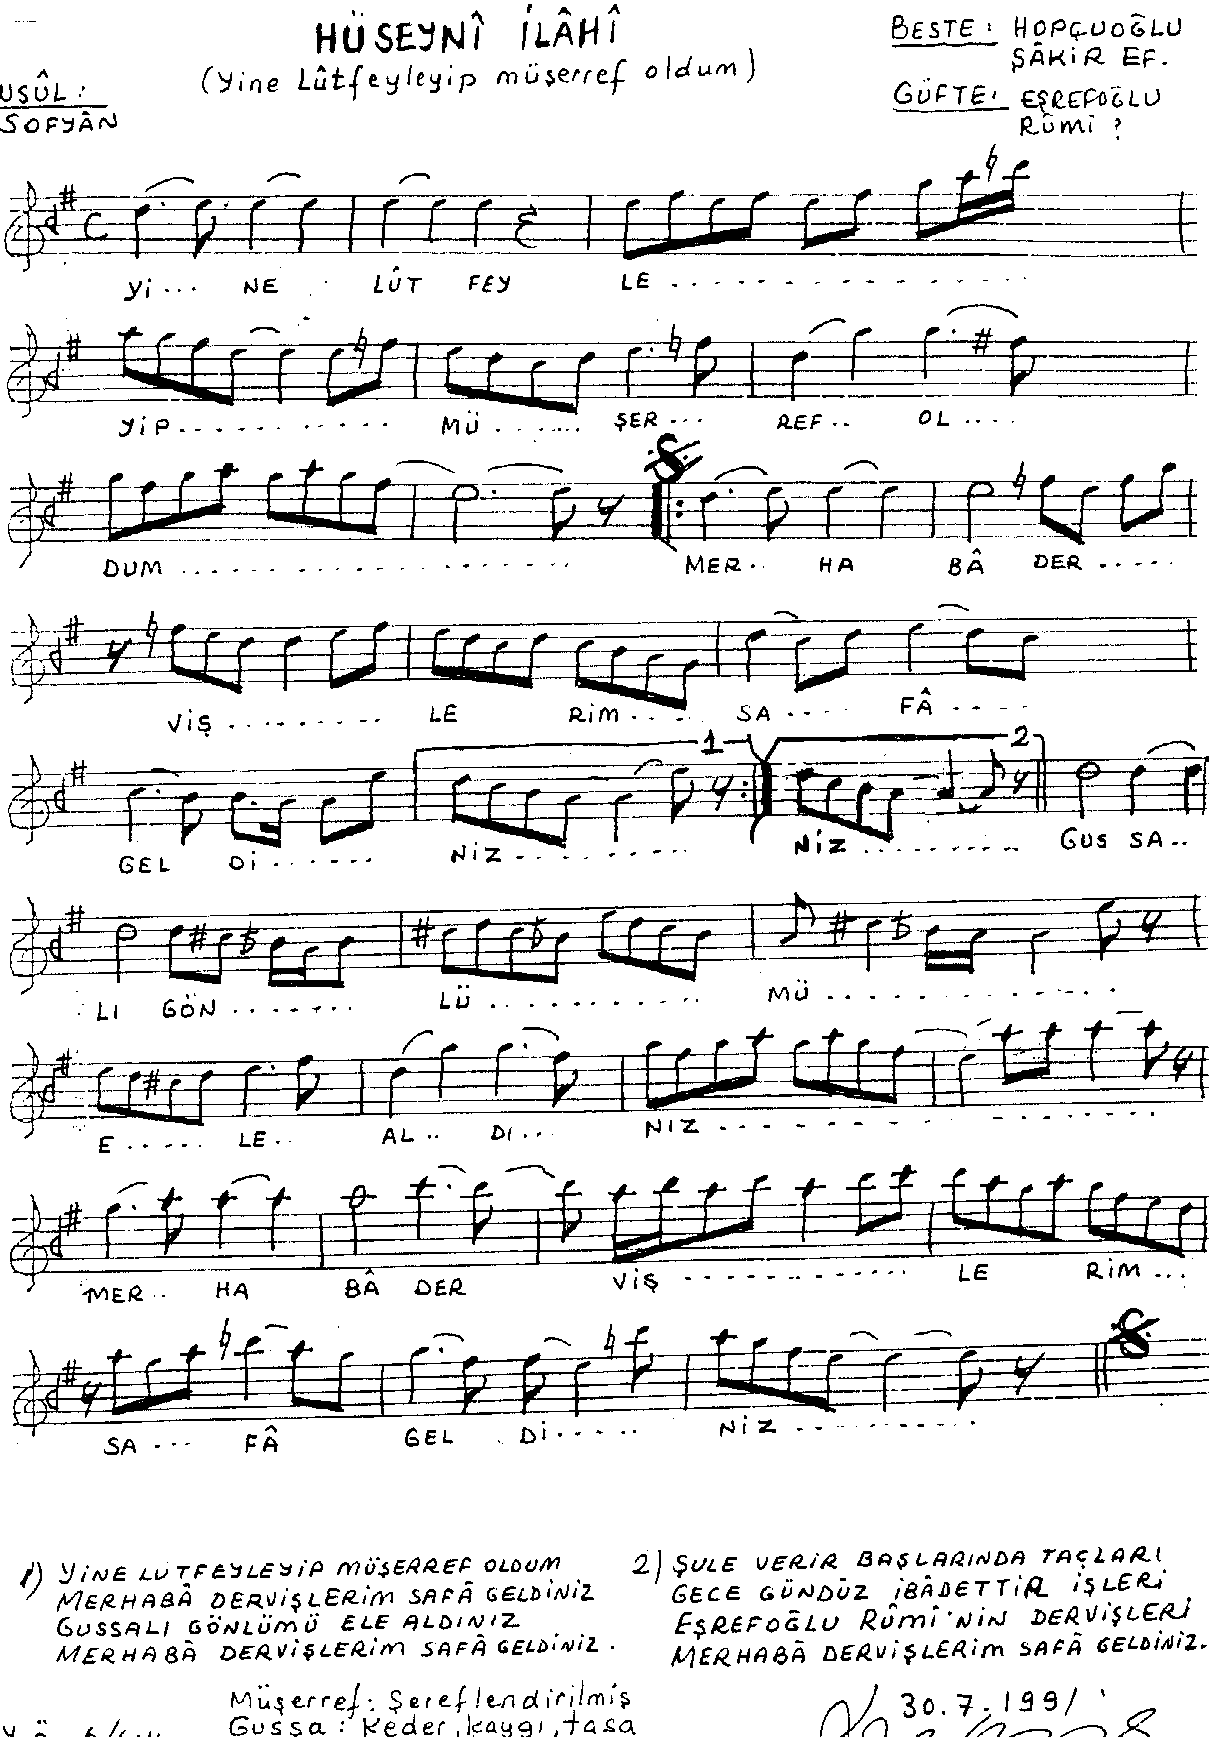 HÜSEYNÎ İLÂHÎ
(Yine Lûtfeyleyip müşerref oldum)
BESTE: HOPÇUOĞLU
ŞÂKİR EF.
GÜFTE: EŞREFOĞLU
RÛMİ ?
USÛL:
SOFYÂN
Yİ... NE LÛT FEY LE
YİP MÜ ŞER REF OL
DUM MER HA BÂ DER
VİŞ LE RİM SA FÂ
1 2
GEL Dİ NİZ NİZ GUS SA
LI GÖN LÜ MÜ
E LE AL DI NIZ
MER HA BÂ DER VİŞ LE RİM
SA FÂ GEL Dİ NİZ
1) YİNE LUTFEYLEYİP MÜŞERREF OLDUM
MERHABÂ DERVİŞLERİM SAFÂ GELDİNİZ
GUSSALI GÖNLÜMÜ ELE ALDINIZ
MERHABÂ DERVİŞLERİM SAFÂ GELDİNİZ.
2) ŞULE VERİR BAŞLARINDA TAÇLARI
GECE GÜNDÜZ İBÂDETTİR İŞLERİ
EŞREFOĞLU RÛMÎ'NİN DERVİŞLERİ
MERHABÂ DERVİŞLERİM SAFÂ GELDİNİZ.
Müşerref: Şereflendirilmiş
Gussa: Keder, kaygı, tasa
30.7.1991